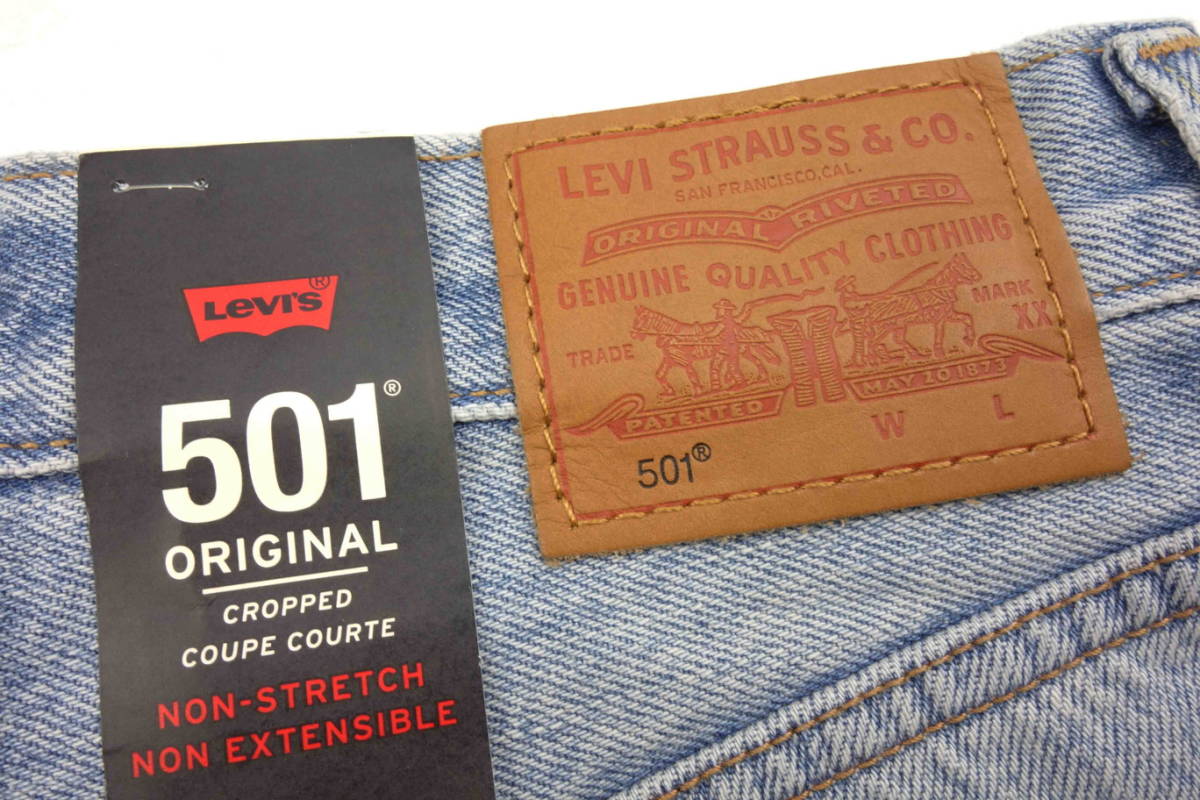 Levi's®
501®
ORIGINAL
CROPPED
COUPE COURTE
NON-STRETCH
NON EXTENSIBLE
LEVI STRAUSS & CO.
SAN FRANCISCO, CAL.
ORIGINAL RIVETED
GENUINE QUALITY CLOTHING
TRADE MARK
XX
PATENTED MAY 20 1873
W L
501®